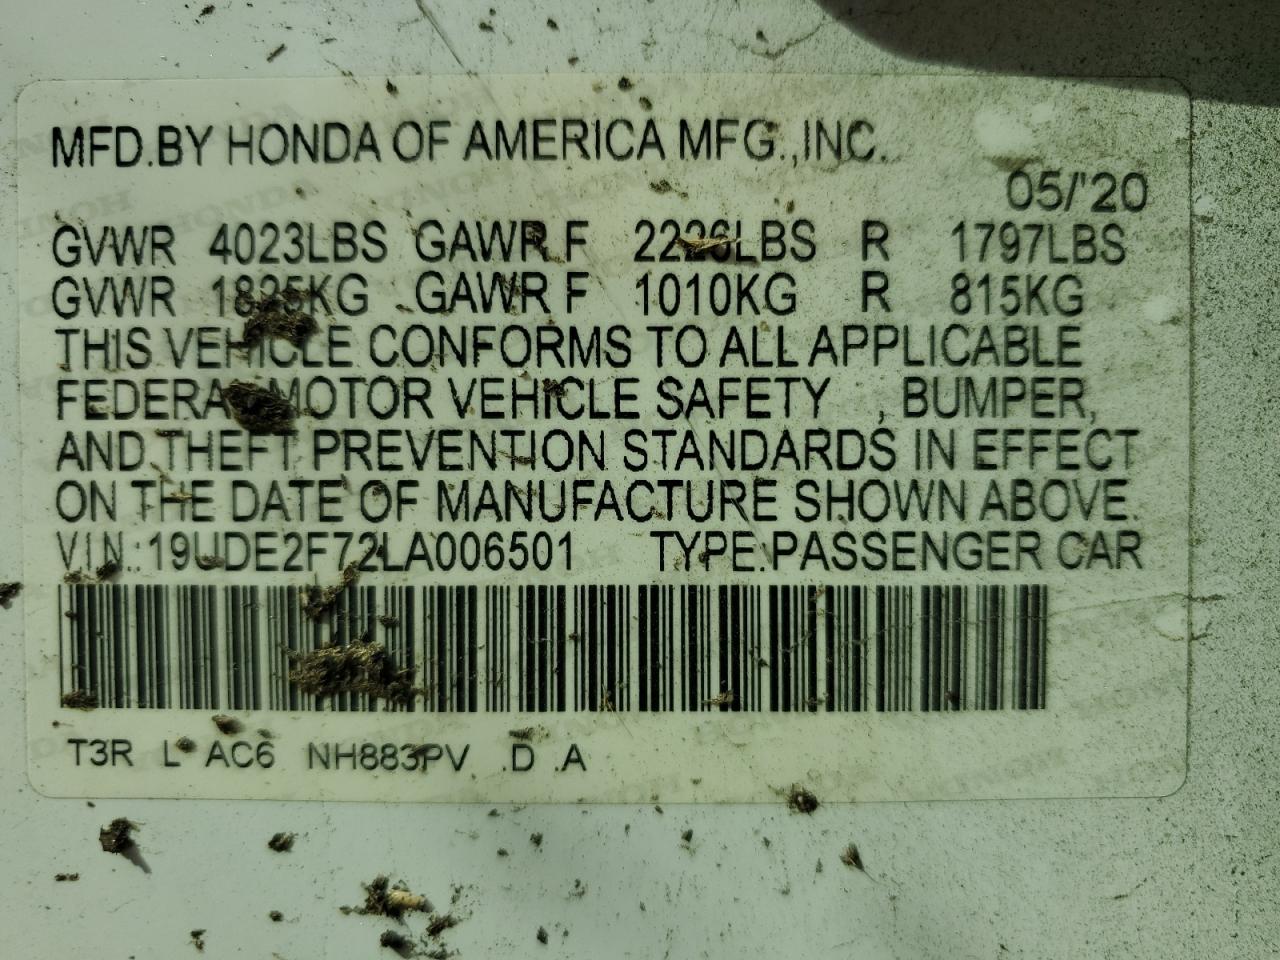 MFD.BY HONDA OF AMERICA MFG.,INC.
05/'20
GVWR 4023LBS GAWR F 2226LBS R 1797LBS
GVWR 1825KG GAWR F 1010KG R 815KG
THIS VEHICLE CONFORMS TO ALL APPLICABLE
FEDERAL MOTOR VEHICLE SAFETY , BUMPER,
AND THEFT PREVENTION STANDARDS IN EFFECT
ON THE DATE OF MANUFACTURE SHOWN ABOVE.
VIN.:19UDE2F72LA006501 TYPE:PASSENGER CAR
T3R L AC6 NH883PV .D .A